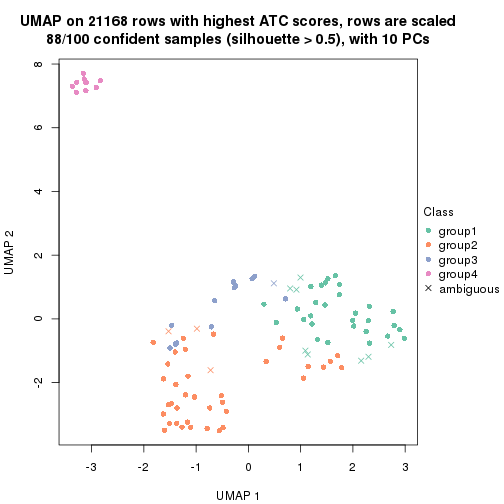 UMAP on 21168 rows with highest ATC scores, rows are scaled
88/100 confident samples (silhouette > 0.5), with 10 PCs
8
6
4
2
0
-2
UMAP 2
-3
-2
-1
0
1
2
3
UMAP 1
Class
group1
group2
group3
group4
ambiguous